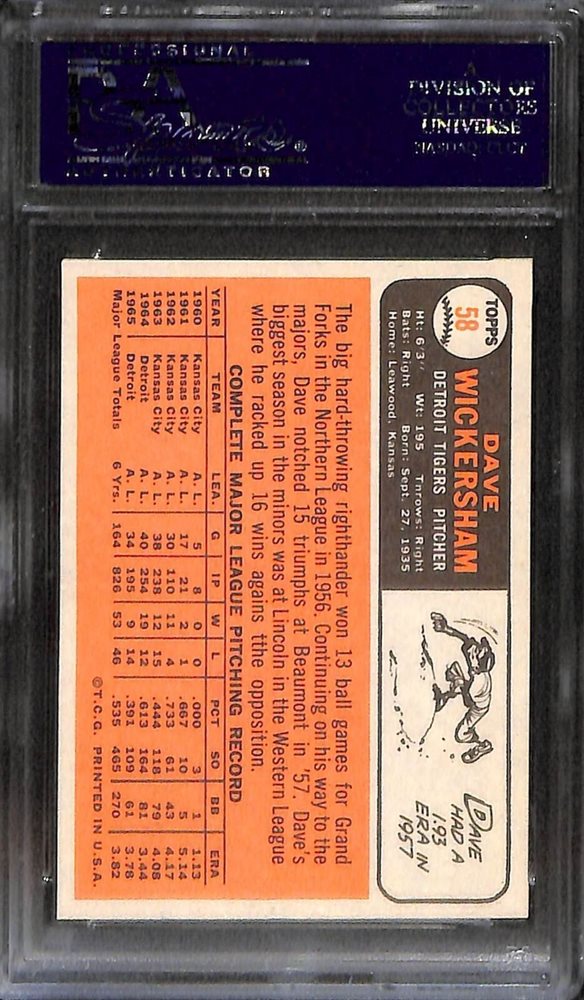 PROFESSIONAL
PSA
®
AUTHENTICATOR
A
DIVISION OF
COLLECTORS
UNIVERSE
NASDAQ: CLCT
TOPPS
58
DAVE
WICKERSHAM
DETROIT TIGERS PITCHER
Ht: 6'3" Wt: 195 Throws: Right
Bats: Right Born: Sept. 27, 1935
Home: Leawood, Kansas
DAVE
HAD A
1.93
ERA IN
1957
The big hard-throwing righthander won 13 ball games for Grand
Forks in the Northern League in 1956. Continuing on his way to the
majors, Dave notched 15 triumphs at Beaumont in '57. Dave's
biggest season in the minors was at Lincoln in the Western League
where he racked up 16 wins agains tthe opposition.
COMPLETE MAJOR LEAGUE PITCHING RECORD
YEAR TEAM LEA. G IP W L PCT SO BB ERA
1960 Kansas City A. L. 5 8 0 0 .000 3 1 1.13
1961 Kansas City A. L. 17 21 2 1 .667 10 5 5.14
1962 Kansas City A. L. 30 110 11 4 .733 61 43 4.17
1963 Kansas City A. L. 38 238 12 15 .444 118 79 4.08
1964 Detroit A. L. 40 254 19 12 .613 164 81 3.44
1965 Detroit A. L. 34 195 9 14 .391 109 61 3.78
Major League Totals 6 Yrs. 164 826 53 46 .535 465 270 3.82
©T.C.G. PRINTED IN U.S.A.